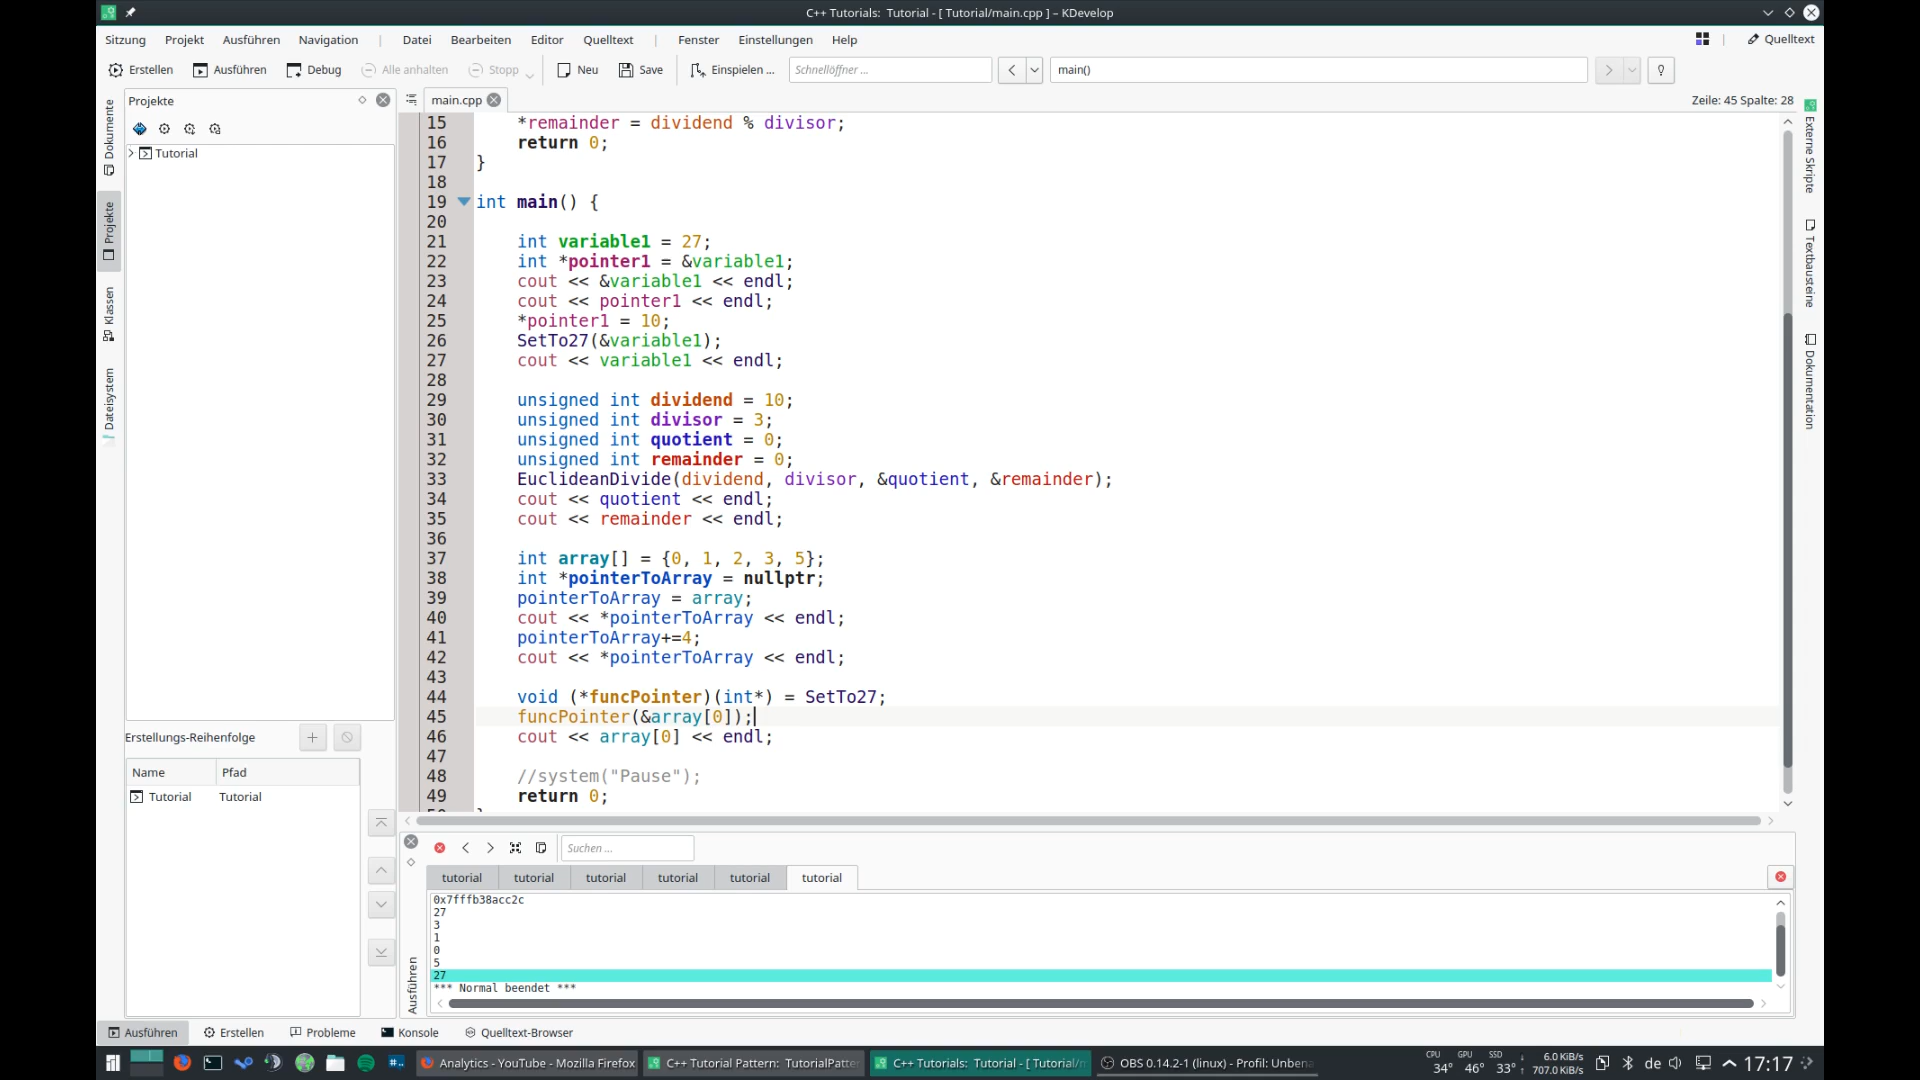 C++ Tutorials:  Tutorial - [ Tutorial/main.cpp ] – KDevelop
Sitzung Projekt Ausführen Navigation | Datei Bearbeiten Editor Quelltext | Fenster Einstellungen Help | Quelltext
Erstellen Ausführen Debug Alle anhalten Stopp Neu Save Einspielen ... Schnellöffner ... main()
Projekte
main.cpp
Zeile: 45 Spalte: 28
Tutorial
Dokumente
Projekte
Klassen
Dateisystem
15     *remainder = dividend % divisor;
16     return 0;
17 }
18
19 int main() {
20
21     int variable1 = 27;
22     int *pointer1 = &variable1;
23     cout << &variable1 << endl;
24     cout << pointer1 << endl;
25     *pointer1 = 10;
26     SetTo27(&variable1);
27     cout << variable1 << endl;
28
29     unsigned int dividend = 10;
30     unsigned int divisor = 3;
31     unsigned int quotient = 0;
32     unsigned int remainder = 0;
33     EuclideanDivide(dividend, divisor, &quotient, &remainder);
34     cout << quotient << endl;
35     cout << remainder << endl;
36
37     int array[] = {0, 1, 2, 3, 5};
38     int *pointerToArray = nullptr;
39     pointerToArray = array;
40     cout << *pointerToArray << endl;
41     pointerToArray+=4;
42     cout << *pointerToArray << endl;
43
44     void (*funcPointer)(int*) = SetTo27;
45     funcPointer(&array[0]);
46     cout << array[0] << endl;
47
48     //system("Pause");
49     return 0;
Externe Skripte
Textbausteine
Dokumentation
Erstellungs-Reihenfolge
Name Pfad
Tutorial Tutorial
Suchen ...
tutorial tutorial tutorial tutorial tutorial tutorial
Ausführen
0x7fffb38acc2c
27
3
1
0
5
27
*** Normal beendet ***
Ausführen Erstellen Probleme Konsole Quelltext-Browser
Analytics - YouTube - Mozilla Firefox
C++ Tutorial Pattern:  TutorialPatter
C++ Tutorials:  Tutorial - [ Tutorial/m
OBS 0.14.2-1 (linux) - Profil: Unbena
CPU GPU SSD
34° 46° 33°
6.0 KiB/s
707.0 KiB/s
de
17:17